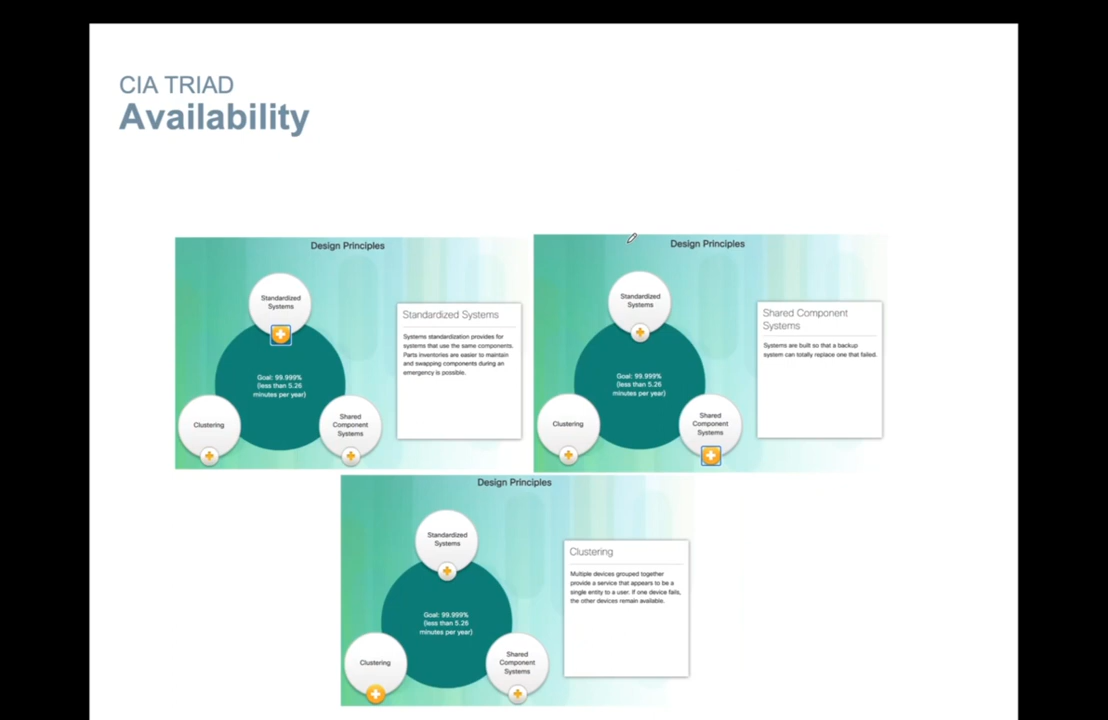 CIA TRIAD
Availability
Design Principles
Standardized
Systems
Goal: 99.999%
(less than 5.26
minutes per year)
Clustering
Shared
Component
Systems
Standardized Systems
Systems standardization provides for
systems that use the same components.
Parts inventories are easier to maintain
and swapping components during an
emergency is possible.
Design Principles
Standardized
Systems
Goal: 99.999%
(less than 5.26
minutes per year)
Clustering
Shared
Component
Systems
Shared Component
Systems
Systems are built so that a backup
system can totally replace one that failed.
Design Principles
Standardized
Systems
Goal: 99.999%
(less than 5.26
minutes per year)
Clustering
Shared
Component
Systems
Clustering
Multiple devices grouped together
provide a service that appears to be a
single entity to a user. If one device fails,
the other devices remain available.